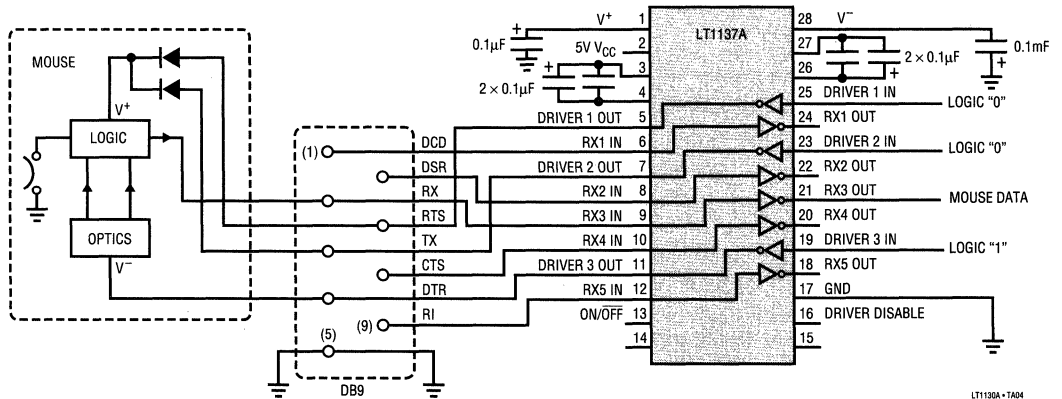 MOUSE
V+
LOGIC
OPTICS
V–
(1)
DCD
DSR
RX
RTS
TX
CTS
DTR
(9)
RI
(5)
DB9
LT1137A
V+ 1
0.1µF
+
5V VCC 2
+
2 × 0.1µF
3
4
DRIVER 1 OUT 5
RX1 IN 6
DRIVER 2 OUT 7
RX2 IN 8
RX3 IN 9
RX4 IN 10
DRIVER 3 OUT 11
RX5 IN 12
ON/OFF 13
14
28 V–
0.1mF
+
27
2 × 0.1µF
+
26
25 DRIVER 1 IN LOGIC "0"
24 RX1 OUT
23 DRIVER 2 IN LOGIC "0"
22 RX2 OUT
21 RX3 OUT MOUSE DATA
20 RX4 OUT
19 DRIVER 3 IN LOGIC "1"
18 RX5 OUT
17 GND
16 DRIVER DISABLE
15
LT1130A • TA04